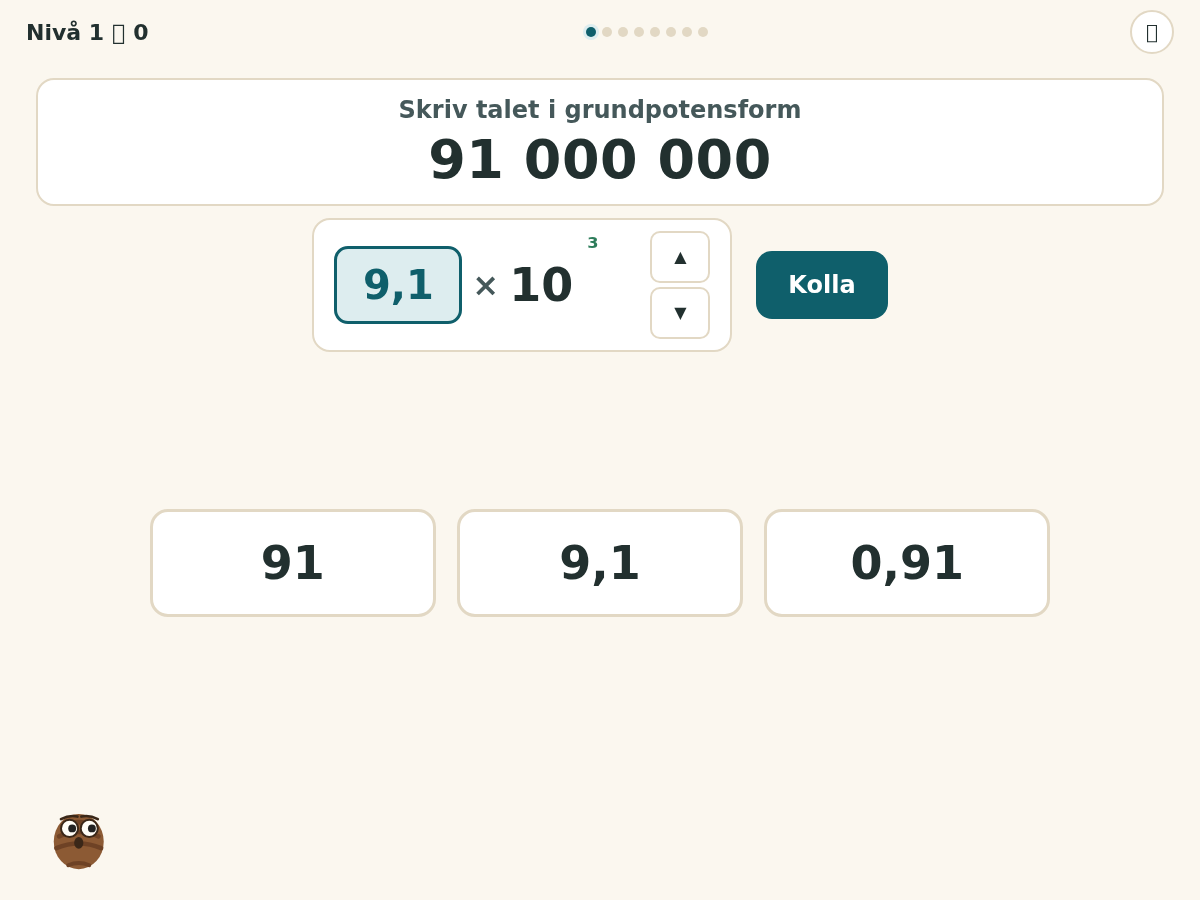 Nivå 1 0
Skriv talet i grundpotensform
91 000 000
9,1 × 10 3
▲
▼
Kolla
91
9,1
0,91